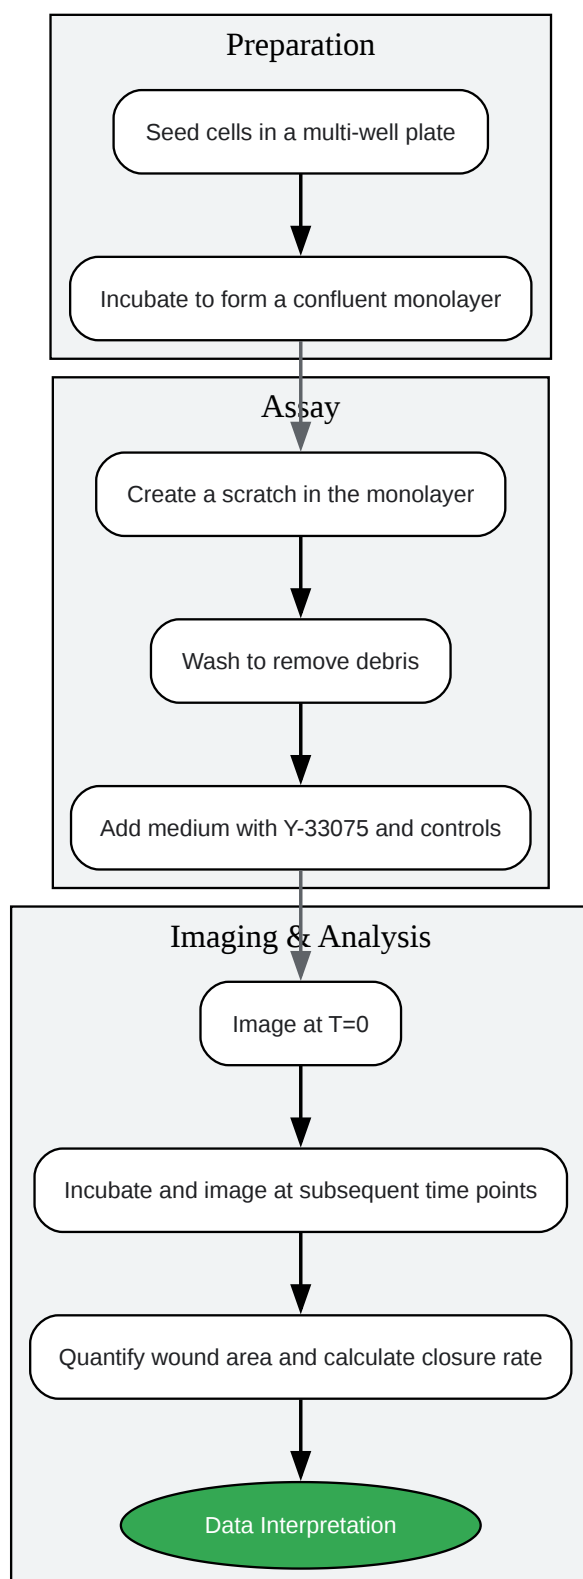 Preparation
Seed cells in a multi-well plate
Incubate to form a confluent monolayer
Assay
Create a scratch in the monolayer
Wash to remove debris
Add medium with Y-33075 and controls
Imaging & Analysis
Image at T=0
Incubate and image at subsequent time points
Quantify wound area and calculate closure rate
Data Interpretation